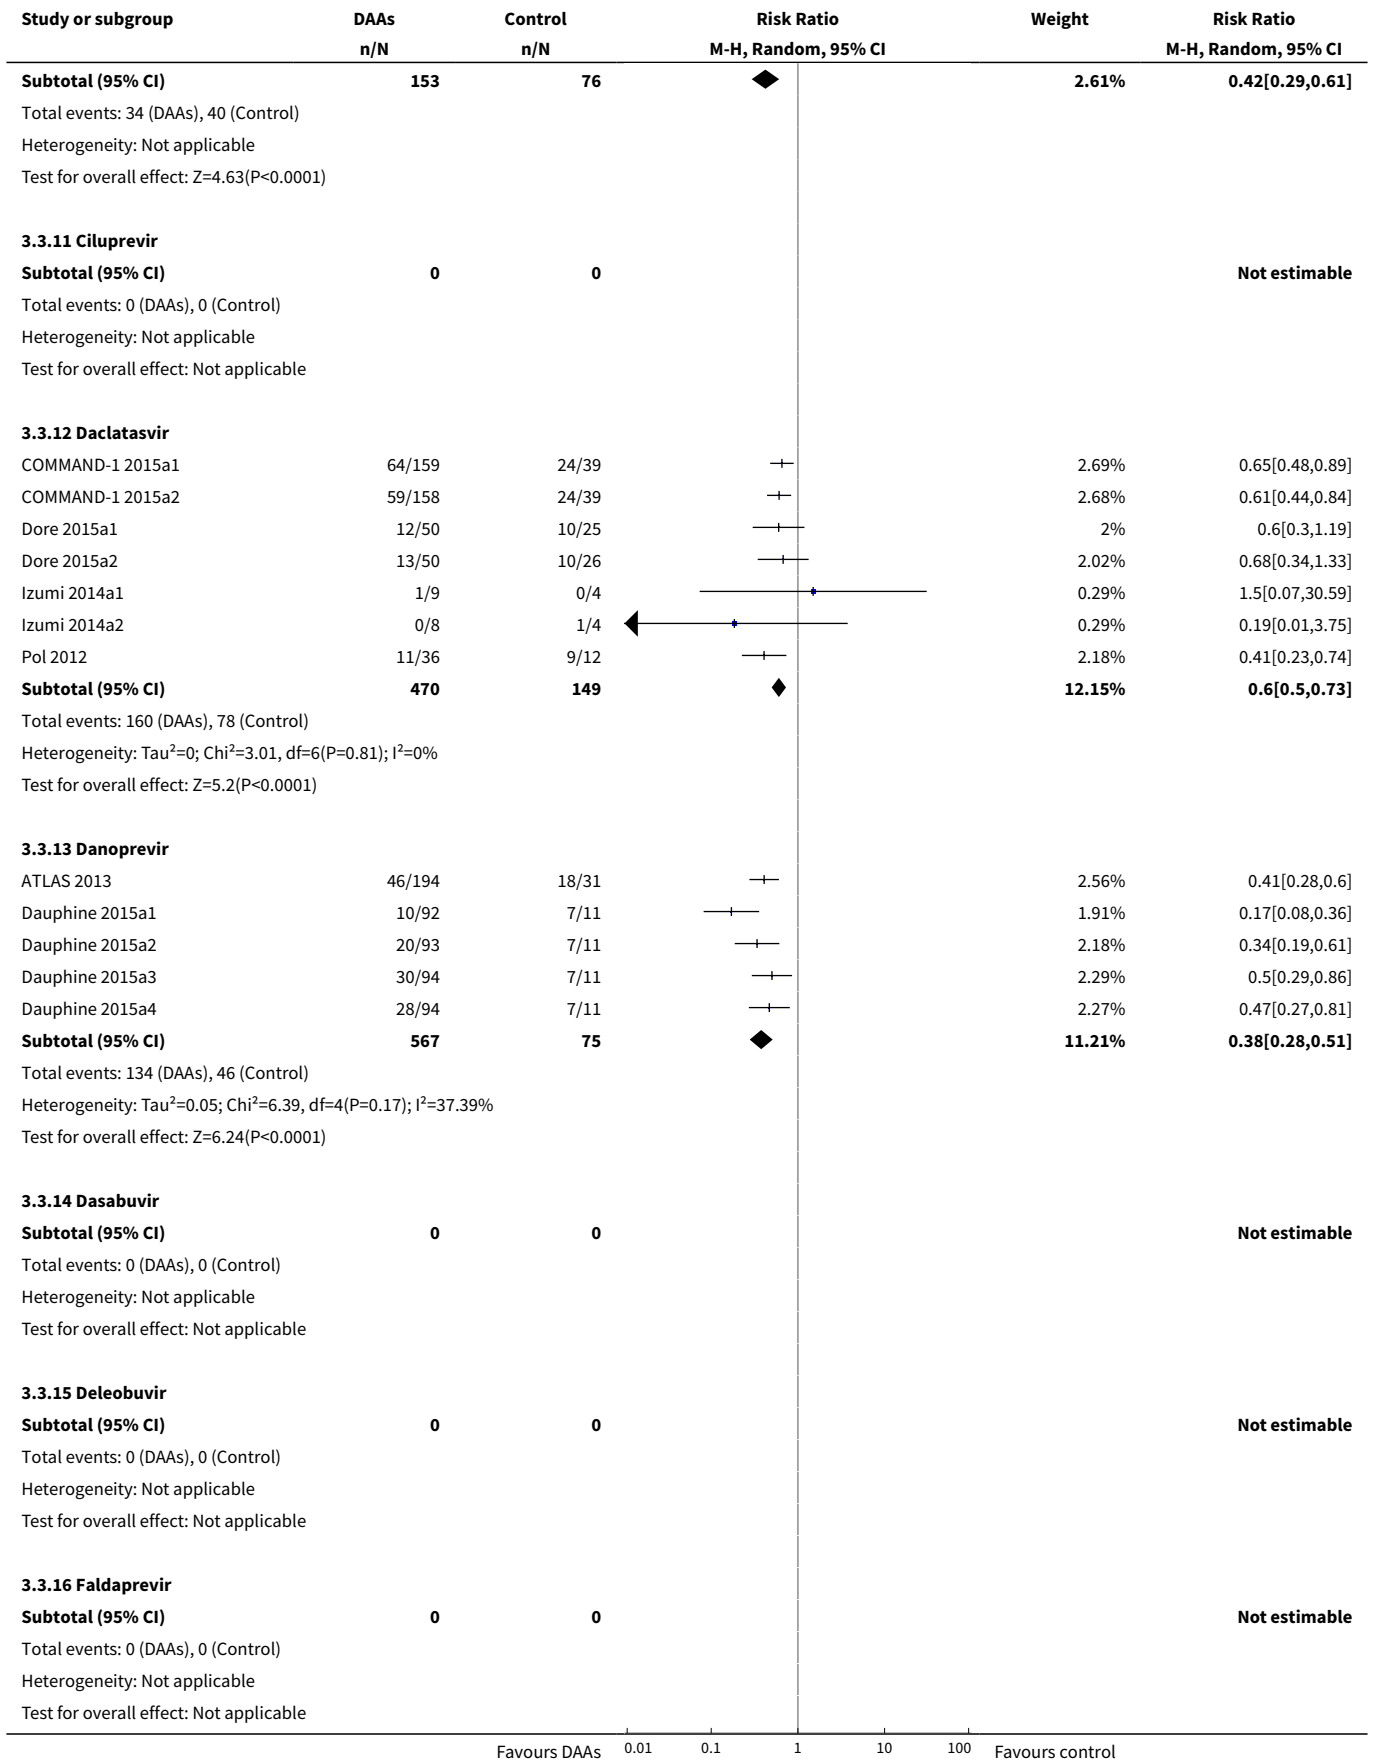 Study or subgroup DAAs Control Risk Ratio Weight Risk Ratio
n/N n/N M-H, Random, 95% CI M-H, Random, 95% CI
Subtotal (95% CI) 153 76 2.61% 0.42[0.29,0.61]
Total events: 34 (DAAs), 40 (Control)
Heterogeneity: Not applicable
Test for overall effect: Z=4.63(P<0.0001)
3.3.11 Ciluprevir
Subtotal (95% CI) 0 0 Not estimable
Total events: 0 (DAAs), 0 (Control)
Heterogeneity: Not applicable
Test for overall effect: Not applicable
3.3.12 Daclatasvir
COMMAND-1 2015a1 64/159 24/39 2.69% 0.65[0.48,0.89]
COMMAND-1 2015a2 59/158 24/39 2.68% 0.61[0.44,0.84]
Dore 2015a1 12/50 10/25 2% 0.6[0.3,1.19]
Dore 2015a2 13/50 10/26 2.02% 0.68[0.34,1.33]
Izumi 2014a1 1/9 0/4 0.29% 1.5[0.07,30.59]
Izumi 2014a2 0/8 1/4 0.29% 0.19[0.01,3.75]
Pol 2012 11/36 9/12 2.18% 0.41[0.23,0.74]
Subtotal (95% CI) 470 149 12.15% 0.6[0.5,0.73]
Total events: 160 (DAAs), 78 (Control)
Heterogeneity: Tau²=0; Chi²=3.01, df=6(P=0.81); I²=0%
Test for overall effect: Z=5.2(P<0.0001)
3.3.13 Danoprevir
ATLAS 2013 46/194 18/31 2.56% 0.41[0.28,0.6]
Dauphine 2015a1 10/92 7/11 1.91% 0.17[0.08,0.36]
Dauphine 2015a2 20/93 7/11 2.18% 0.34[0.19,0.61]
Dauphine 2015a3 30/94 7/11 2.29% 0.5[0.29,0.86]
Dauphine 2015a4 28/94 7/11 2.27% 0.47[0.27,0.81]
Subtotal (95% CI) 567 75 11.21% 0.38[0.28,0.51]
Total events: 134 (DAAs), 46 (Control)
Heterogeneity: Tau²=0.05; Chi²=6.39, df=4(P=0.17); I²=37.39%
Test for overall effect: Z=6.24(P<0.0001)
3.3.14 Dasabuvir
Subtotal (95% CI) 0 0 Not estimable
Total events: 0 (DAAs), 0 (Control)
Heterogeneity: Not applicable
Test for overall effect: Not applicable
3.3.15 Deleobuvir
Subtotal (95% CI) 0 0 Not estimable
Total events: 0 (DAAs), 0 (Control)
Heterogeneity: Not applicable
Test for overall effect: Not applicable
3.3.16 Faldaprevir
Subtotal (95% CI) 0 0 Not estimable
Total events: 0 (DAAs), 0 (Control)
Heterogeneity: Not applicable
Test for overall effect: Not applicable
Favours DAAs 0.01 0.1 1 10 100 Favours control